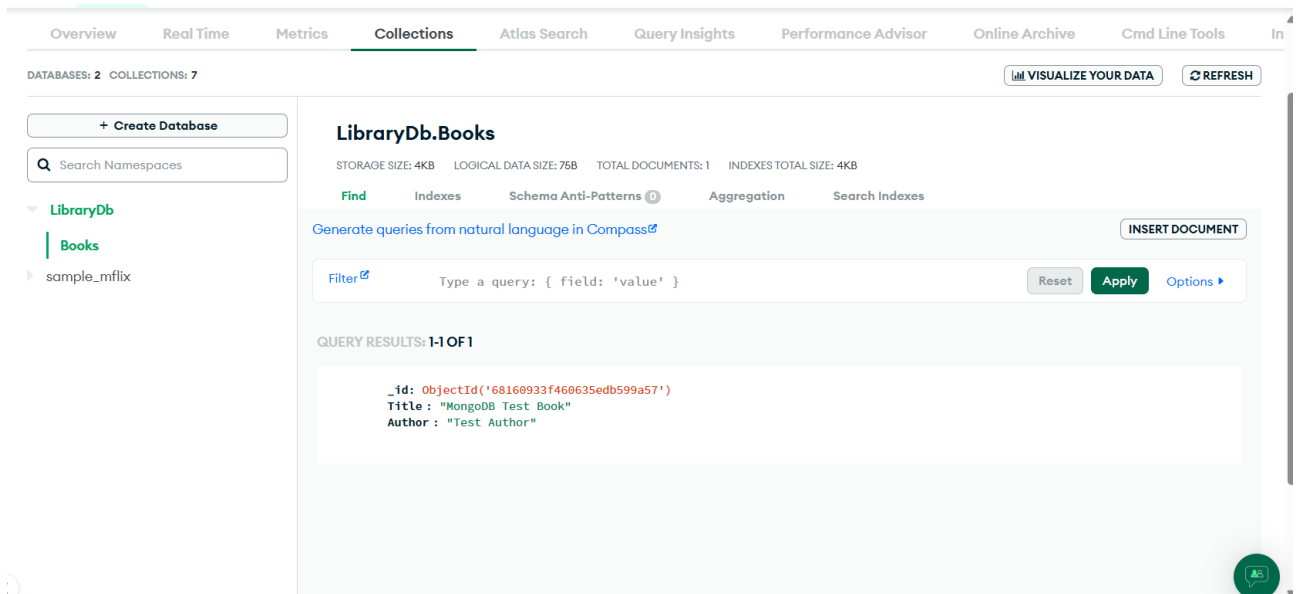 Overview Real Time Metrics Collections Atlas Search Query Insights Performance Advisor Online Archive Cmd Line Tools In
DATABASES: 2 COLLECTIONS: 7
VISUALIZE YOUR DATA
REFRESH
+ Create Database
Search Namespaces
LibraryDb
Books
sample_mflix
LibraryDb.Books
STORAGE SIZE: 4KB LOGICAL DATA SIZE: 75B TOTAL DOCUMENTS: 1 INDEXES TOTAL SIZE: 4KB
Find Indexes Schema Anti-Patterns 0 Aggregation Search Indexes
Generate queries from natural language in Compass
INSERT DOCUMENT
Filter Type a query: { field: 'value' } Reset Apply Options
QUERY RESULTS: 1-1 OF 1
_id: ObjectId('68160933f460635edb599a57')
Title : "MongoDB Test Book"
Author : "Test Author"